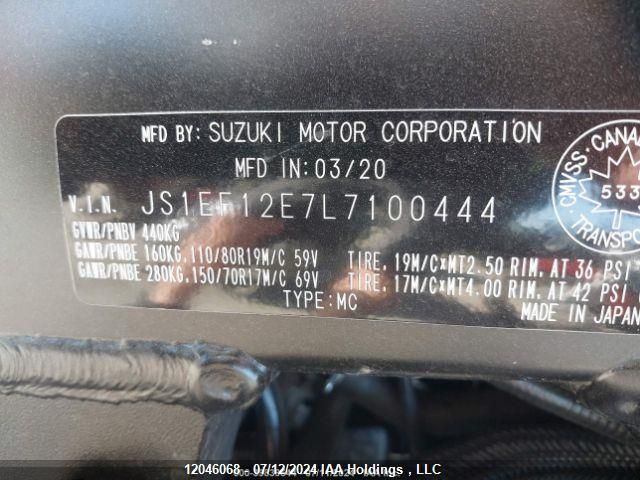 MFD BY: SUZUKI MOTOR CORPORATION
MFD IN: 03/20
V.I.N. JS1EF12E7L7100444
GVWR/PNBV 440KG
GAWR/PNBE 160KG,110/80R19M/C 59V TIRE, 19M/C×MT2.50 RIM, AT 36 PSI
GAWR/PNBE 280KG,150/70R17M/C 69V TIRE, 17M/C×MT4.00 RIM, AT 42 PSI
TYPE: MC
MADE IN JAPAN
CMVSS · CANADA
533
TRANSPO
12046068 - 07/12/2024 IAA Holdings , LLC